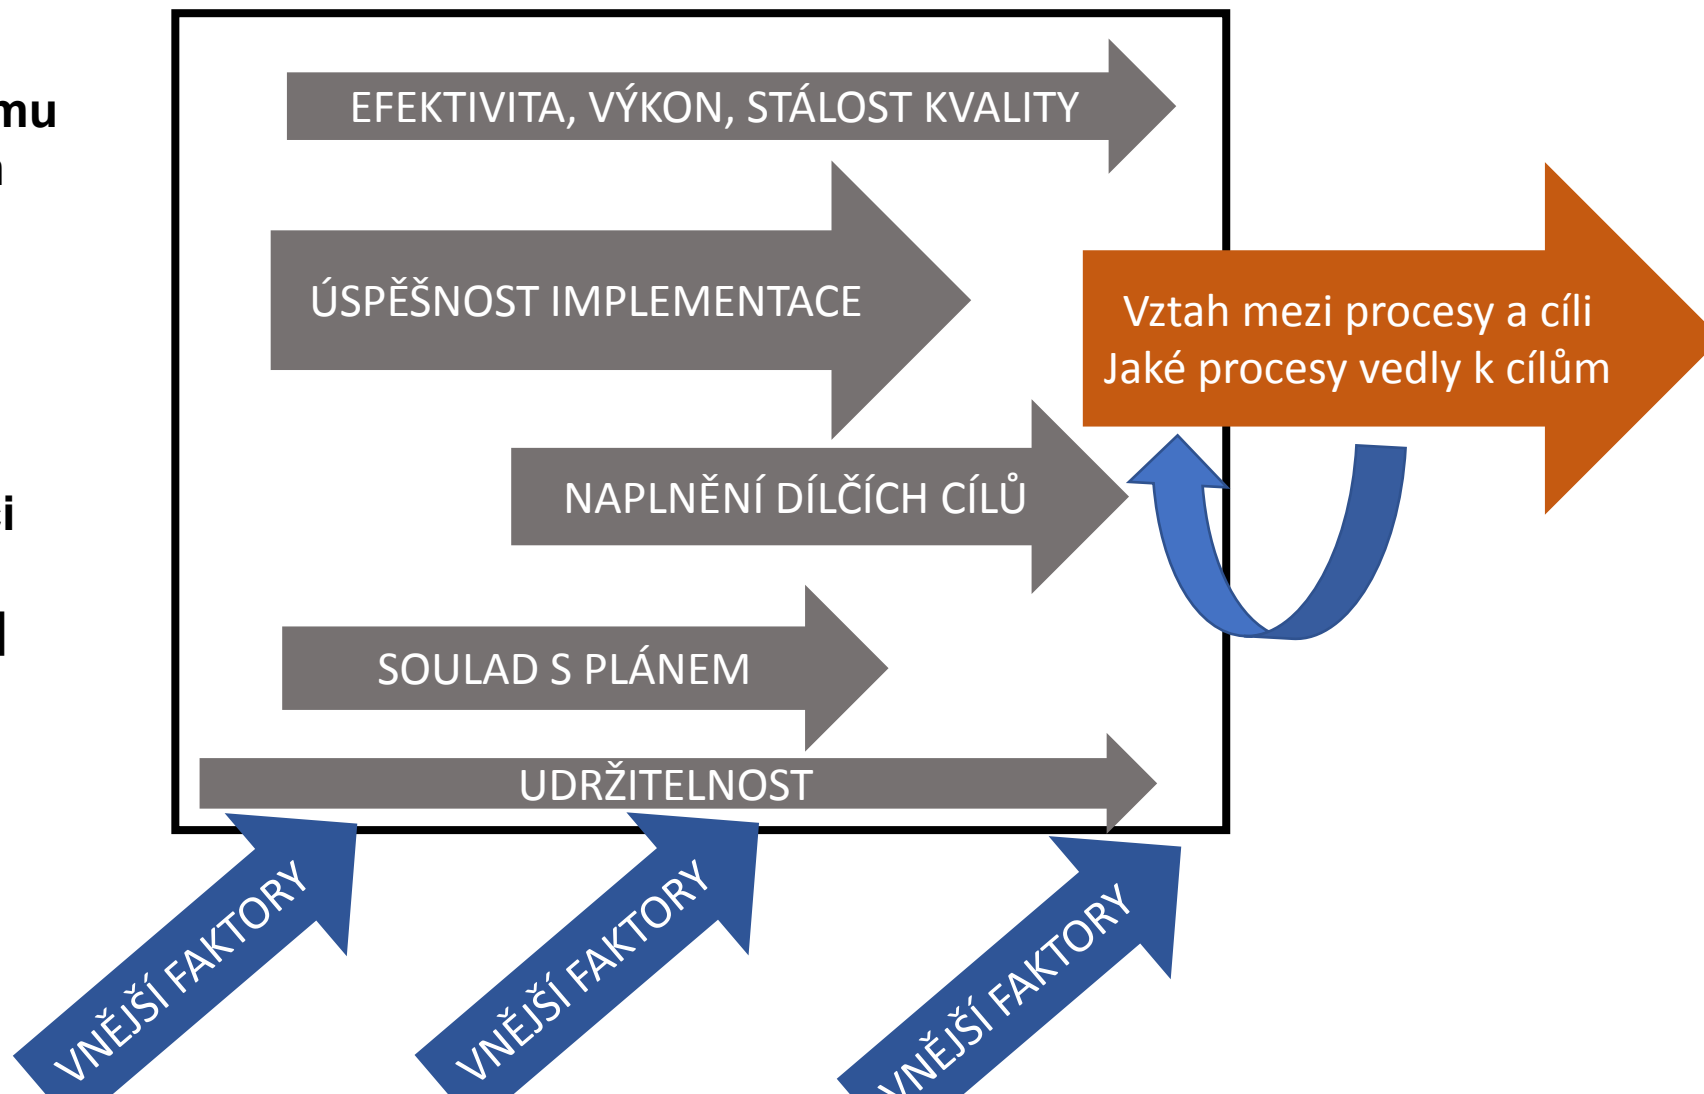 mu
EFEKTIVITA, VÝKON, STÁLOST KVALITY
ÚSPĚŠNOST IMPLEMENTACE
Vztah mezi procesy a cíli
Jaké procesy vedly k cílům
NAPLNĚNÍ DÍLČÍCH CÍLŮ
SOULAD S PLÁNEM
UDRŽITELNOST
VNĚJŠÍ FAKTORY
VNĚJŠÍ FAKTORY
VNĚJŠÍ FAKTORY